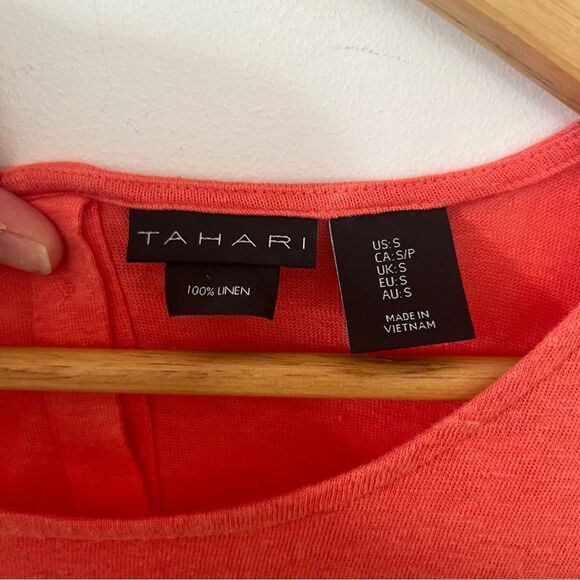 TAHARI
100% LINEN
US:S
CA:S/P
UK:S
EU:S
AU:S
MADE IN
VIETNAM